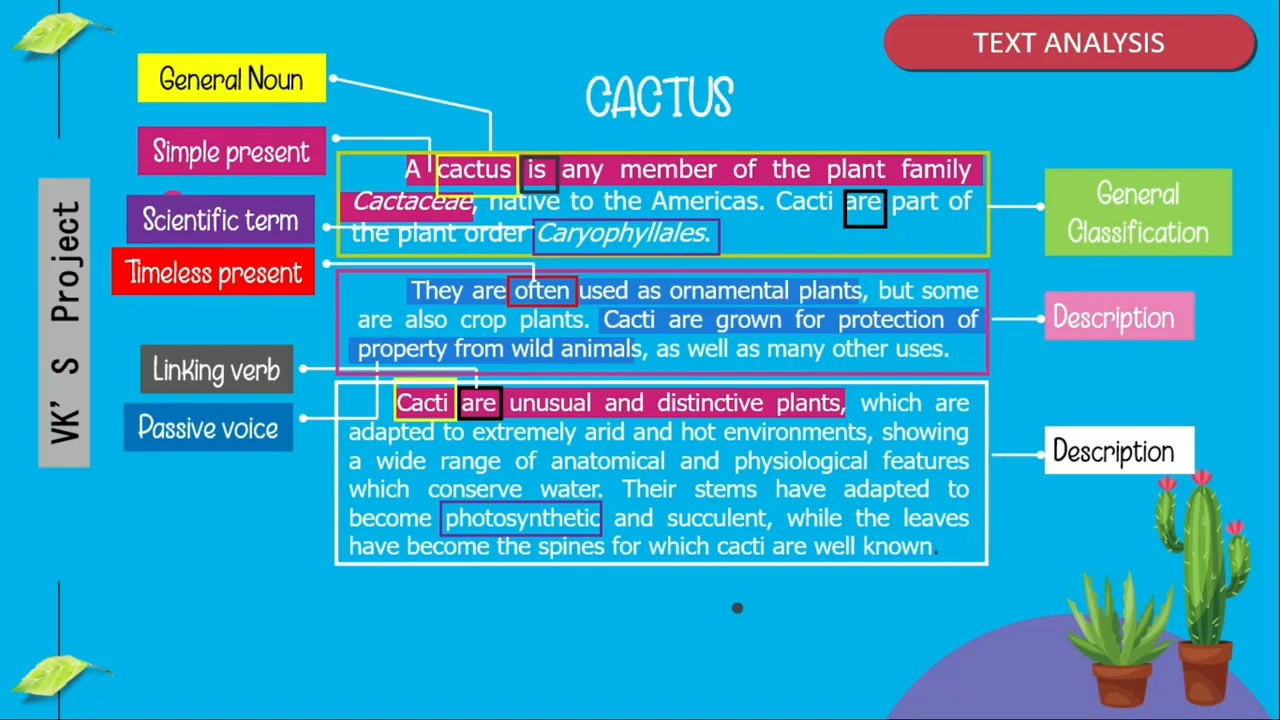 TEXT ANALYSIS
General Noun
CACTUS
Simple present
A cactus is any member of the plant family
Cactaceae, native to the Americas. Cacti are part of
the plant order Caryophyllales.
General
Classification
Scientific term
Timeless present
They are often used as ornamental plants, but some
are also crop plants. Cacti are grown for protection of
property from wild animals, as well as many other uses.
Description
Linking verb
Passive voice
Cacti are unusual and distinctive plants, which are
adapted to extremely arid and hot environments, showing
a wide range of anatomical and physiological features
which conserve water. Their stems have adapted to
become photosynthetic and succulent, while the leaves
have become the spines for which cacti are well known.
Description
VK'S Project